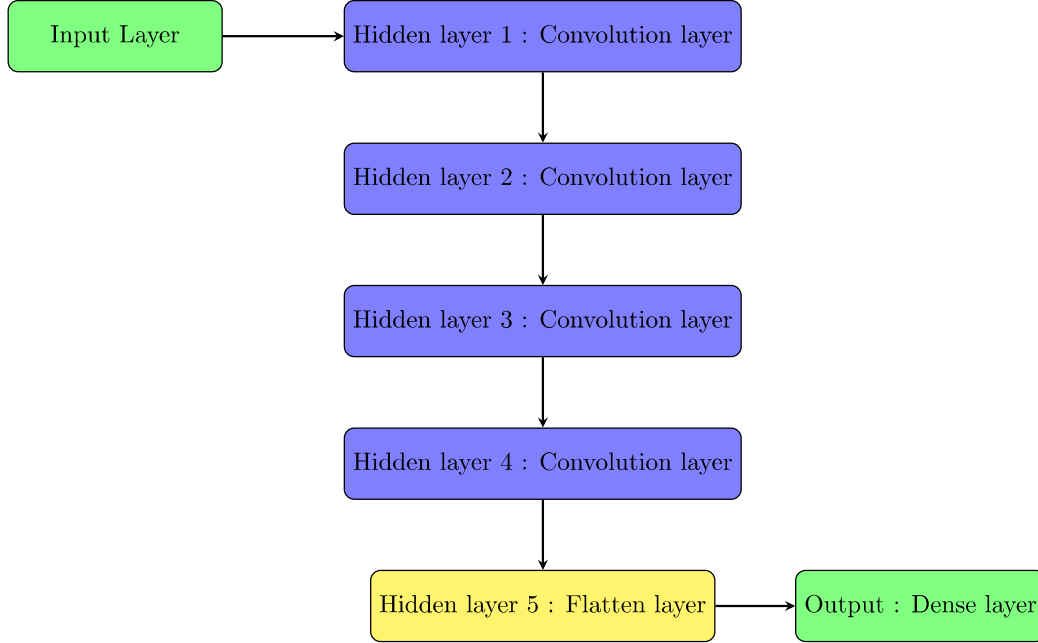 Input Layer
Hidden layer 1 : Convolution layer
Hidden layer 2 : Convolution layer
Hidden layer 3 : Convolution layer
Hidden layer 4 : Convolution layer
Hidden layer 5 : Flatten layer
Output : Dense layer